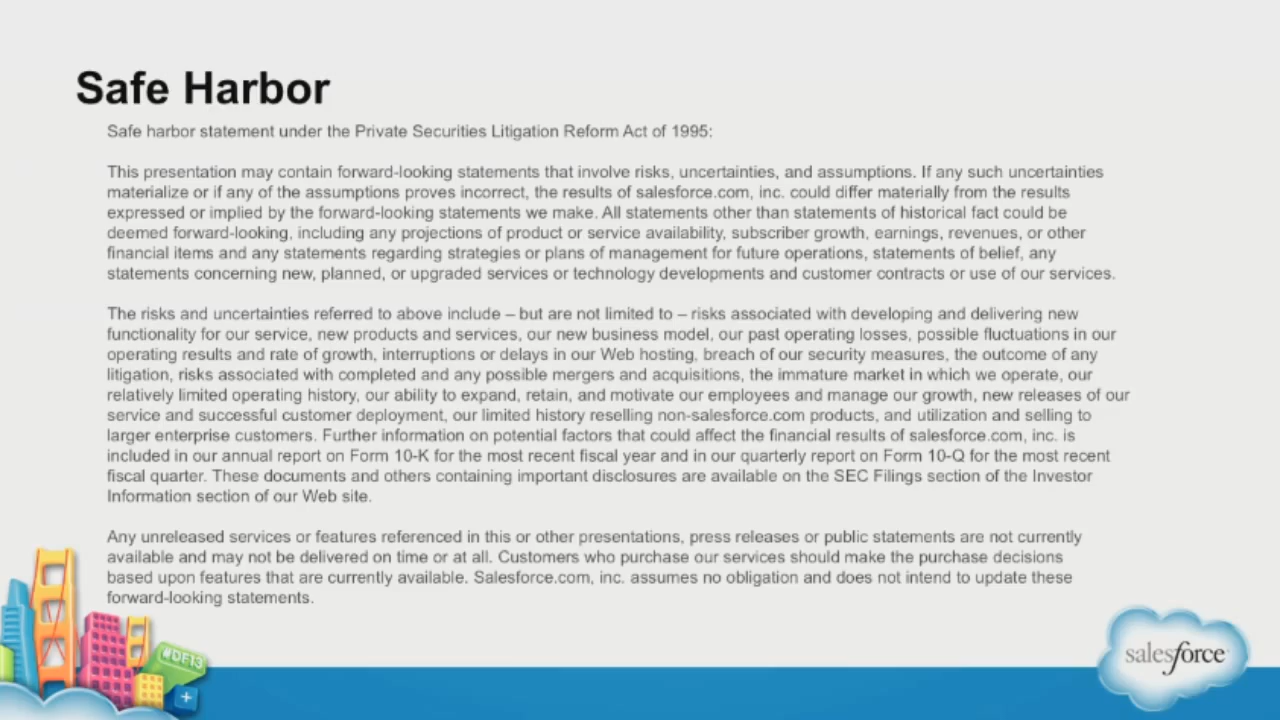 Safe Harbor
Safe harbor statement under the Private Securities Litigation Reform Act of 1995:
This presentation may contain forward-looking statements that involve risks, uncertainties, and assumptions. If any such uncertainties
materialize or if any of the assumptions proves incorrect, the results of salesforce.com, inc. could differ materially from the results
expressed or implied by the forward-looking statements we make. All statements other than statements of historical fact could be
deemed forward-looking, including any projections of product or service availability, subscriber growth, earnings, revenues, or other
financial items and any statements regarding strategies or plans of management for future operations, statements of belief, any
statements concerning new, planned, or upgraded services or technology developments and customer contracts or use of our services.
The risks and uncertainties referred to above include – but are not limited to – risks associated with developing and delivering new
functionality for our service, new products and services, our new business model, our past operating losses, possible fluctuations in our
operating results and rate of growth, interruptions or delays in our Web hosting, breach of our security measures, the outcome of any
litigation, risks associated with completed and any possible mergers and acquisitions, the immature market in which we operate, our
relatively limited operating history, our ability to expand, retain, and motivate our employees and manage our growth, new releases of our
service and successful customer deployment, our limited history reselling non-salesforce.com products, and utilization and selling to
larger enterprise customers. Further information on potential factors that could affect the financial results of salesforce.com, inc. is
included in our annual report on Form 10-K for the most recent fiscal year and in our quarterly report on Form 10-Q for the most recent
fiscal quarter. These documents and others containing important disclosures are available on the SEC Filings section of the Investor
Information section of our Web site.
Any unreleased services or features referenced in this or other presentations, press releases or public statements are not currently
available and may not be delivered on time or at all. Customers who purchase our services should make the purchase decisions
based upon features that are currently available. Salesforce.com, inc. assumes no obligation and does not intend to update these
forward-looking statements.
#DF13
+
salesforce